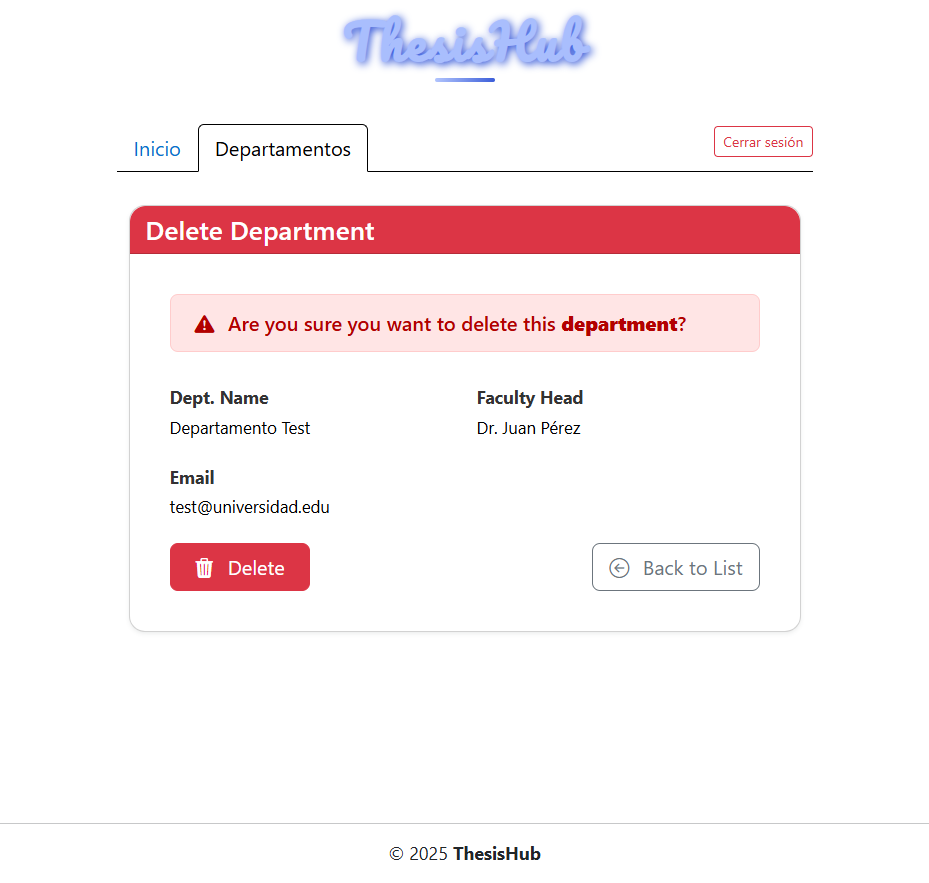 ThesisHub
Inicio
Departamentos
Cerrar sesión
Delete Department
Are you sure you want to delete this department?
Dept. Name
Departamento Test
Faculty Head
Dr. Juan Pérez
Email
test@universidad.edu
Delete
Back to List
© 2025 ThesisHub